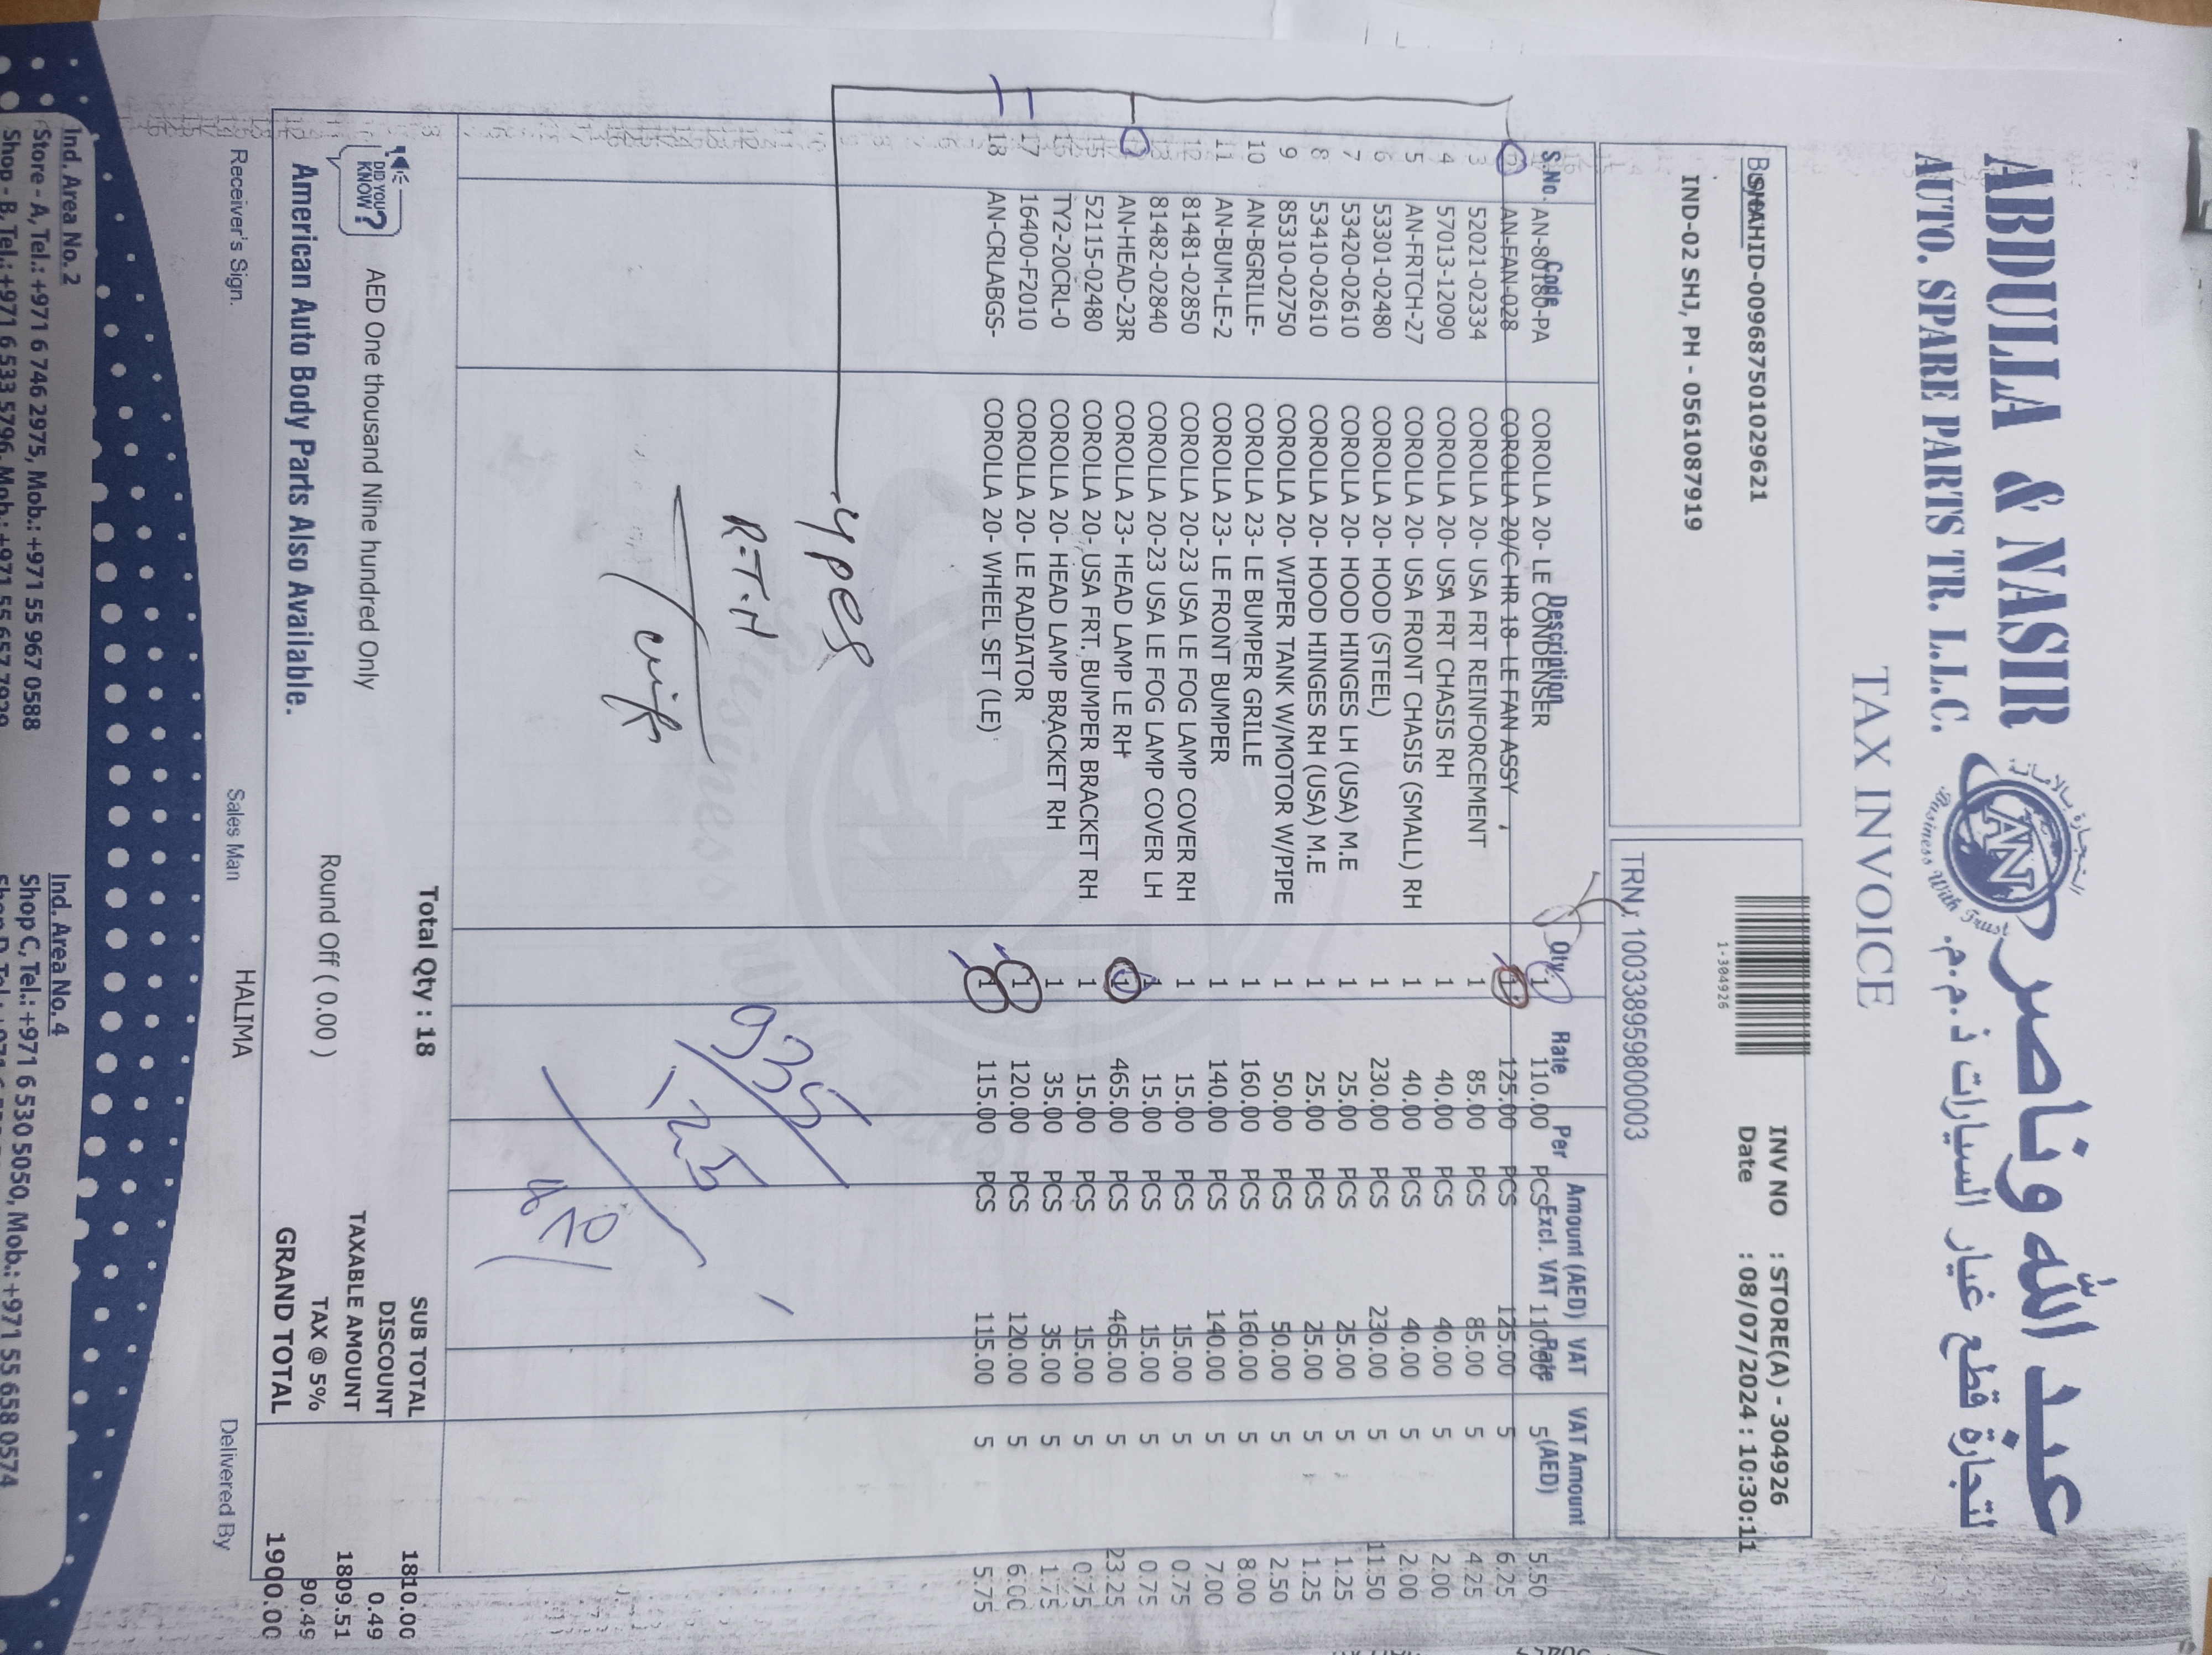 ABDULLA & NASIR
AUTO. SPARE PARTS TR. L.L.C.
عبد الله وناصر
لتجارة قطع غيار السيارات ذ.م.م.
AN
Business With Trust
TAX INVOICE
SHAHID-009687501029621
IND-02 SHJ, PH - 0561087919
1-304926
INV NO : STORE(A) - 304926
Date : 08/07/2024 : 10:30:11
TRN : 100338959800003
S.No. Code Description Qty. Rate Per Amount (AED) Excl. VAT VAT Rate VAT Amount (AED)
AN-80180-PA COROLLA 20- LE CONDENSER 1 110.00 PCS 110.00 5 5.50
AN-FAN-028 COROLLA 20/C-HR 18- LE FAN ASSY 1 125.00 PCS 125.00 5 6.25
3 52021-02334 COROLLA 20- USA FRT REINFORCEMENT 1 85.00 PCS 85.00 5 4.25
4 57013-12090 COROLLA 20- USA FRT CHASIS RH 1 40.00 PCS 40.00 5 2.00
5 AN-FRTCH-27 COROLLA 20- USA FRONT CHASIS (SMALL) RH 1 40.00 PCS 40.00 5 2.00
6 53301-02480 COROLLA 20- HOOD (STEEL) 1 230.00 PCS 230.00 5 11.50
7 53420-02610 COROLLA 20- HOOD HINGES LH (USA) M.E 1 25.00 PCS 25.00 5 1.25
8 53410-02610 COROLLA 20- HOOD HINGES RH (USA) M.E 1 25.00 PCS 25.00 5 1.25
9 85310-02750 COROLLA 20- WIPER TANK W/MOTOR W/PIPE 1 50.00 PCS 50.00 5 2.50
10 AN-BGRILLE- COROLLA 23- LE BUMPER GRILLE 1 160.00 PCS 160.00 5 8.00
11 AN-BUM-LE-2 COROLLA 23- LE FRONT BUMPER 1 140.00 PCS 140.00 5 7.00
12 81481-02850 COROLLA 20-23 USA LE FOG LAMP COVER RH 1 15.00 PCS 15.00 5 0.75
13 81482-02840 COROLLA 20-23 USA LE FOG LAMP COVER LH 1 15.00 PCS 15.00 5 0.75
AN-HEAD-23R COROLLA 23- HEAD LAMP LE RH 1 465.00 PCS 465.00 5 23.25
15 52115-02480 COROLLA 20- USA FRT. BUMPER BRACKET RH 1 15.00 PCS 15.00 5 0.75
16 TY2-20CRL-0 COROLLA 20- HEAD LAMP BRACKET RH 1 35.00 PCS 35.00 5 1.75
17 16400-F2010 COROLLA 20- LE RADIATOR 1 120.00 PCS 120.00 5 6.00
18 AN-CRLABGS- COROLLA 20- WHEEL SET (LE) 1 115.00 PCS 115.00 5 5.75
4 pes
R-T-N
935
125
Total Qty : 18
SUB TOTAL 1810.00
DISCOUNT 0.49
TAXABLE AMOUNT 1809.51
TAX @ 5% 90.49
GRAND TOTAL 1900.00
DID YOU KNOW?
AED One thousand Nine hundred Only
Round Off ( 0.00 )
American Auto Body Parts Also Available.
Receiver's Sign.
Sales Man HALIMA
Delivered By
Ind. Area No. 2
Store - A, Tel.: +971 6 746 2975, Mob.: +971 55 967 0588
Shop - B, Tel.: +971 6 533 5796, Mob.: +971 55 657 7929
Ind. Area No. 4
Shop C, Tel.: +971 6 530 5050, Mob.: +971 55 658 0574